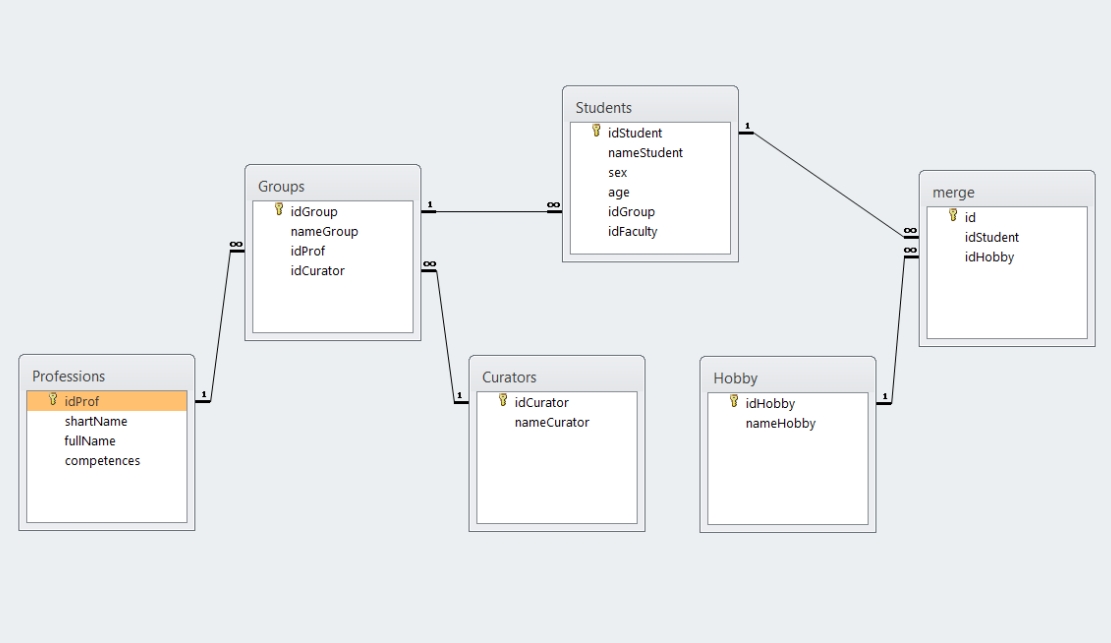 Students
idStudent
nameStudent
sex
age
idGroup
idFaculty
1
∞
Groups
idGroup
nameGroup
idProf
idCurator
1
∞
∞
∞
merge
id
idStudent
idHobby
∞
Professions
idProf
shartName
fullName
competences
1
Curators
idCurator
nameCurator
1
Hobby
idHobby
nameHobby
1